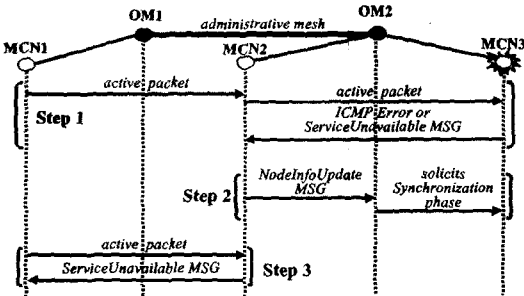 OM1
administrative mesh
OM2
MCN1
MCN2
MCN3
active packet
active packet
Step 1
ICMP Error or
ServiceUnavailable MSG
NodeInfoUpdate
MSG
solicits
Synchronization
phase
Step 2
active packet
ServiceUnavailable MSG
Step 3